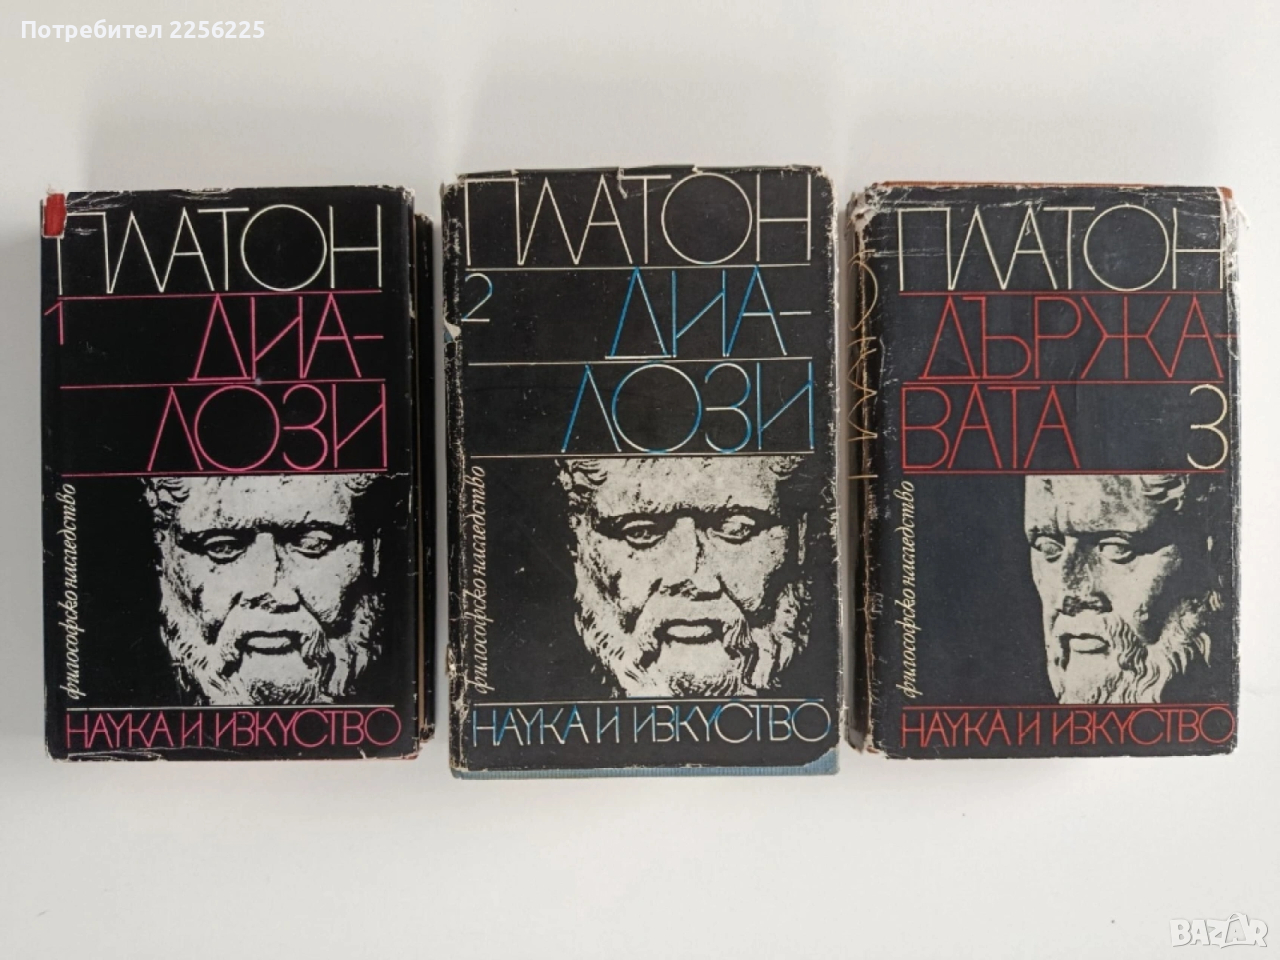 Потребител 2256225
ПЛАТОН
1 ДИА-
ЛОЗИ
философско наследство
НАУКА И ИЗКУСТВО
ПЛАТОН
2 ДИА-
ЛОЗИ
философско наследство
НАУКА И ИЗКУСТВО
ПЛАТОН
ДЪРЖА-
ВАТА 3
философско наследство
НАУКА И ИЗКУСТВО
BAZAR